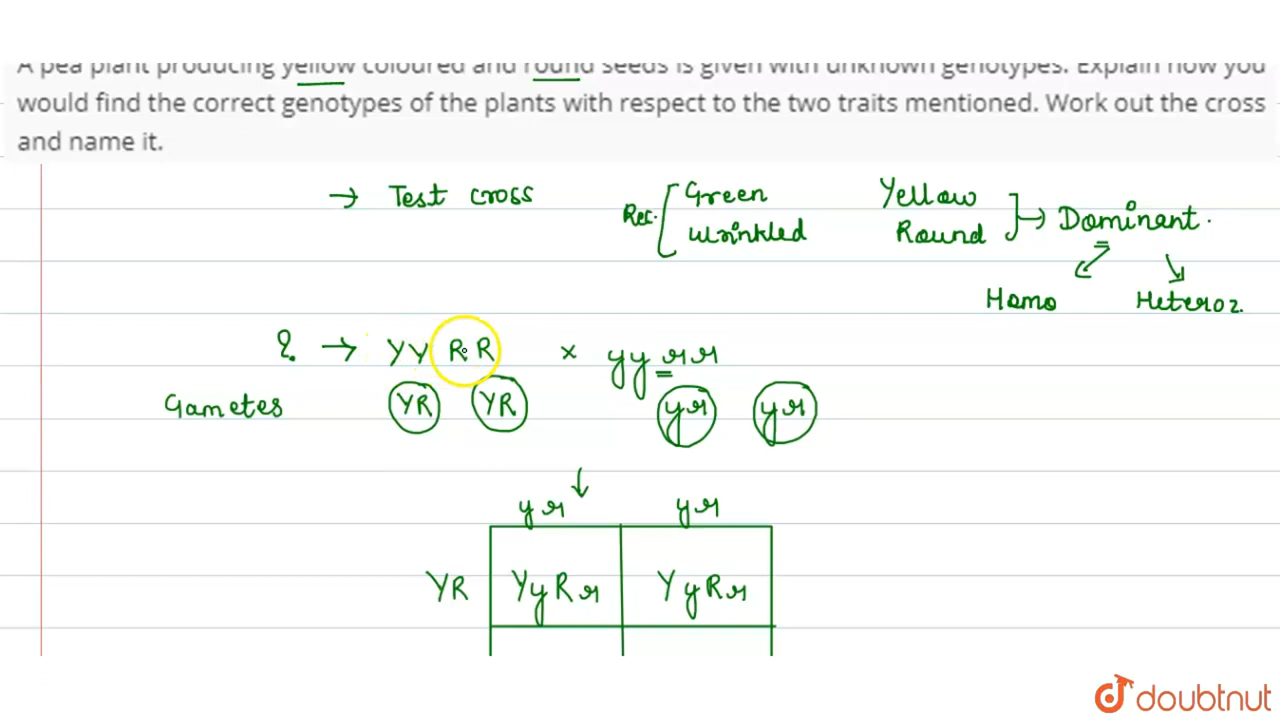 A pea plant producing yellow coloured and round seeds is given with unknown genotypes. Explain how you
would find the correct genotypes of the plants with respect to the two traits mentioned. Work out the cross
and name it.
→ Test cross
Rec. [ Green
Wrinkled
Yellow
Round ] → Dominant.
Homo
Heteroz.
? → YY RR × yyrr
Gametes YR YR yr yr
↓
yr yr
YR YyRr YyRr
doubtnut